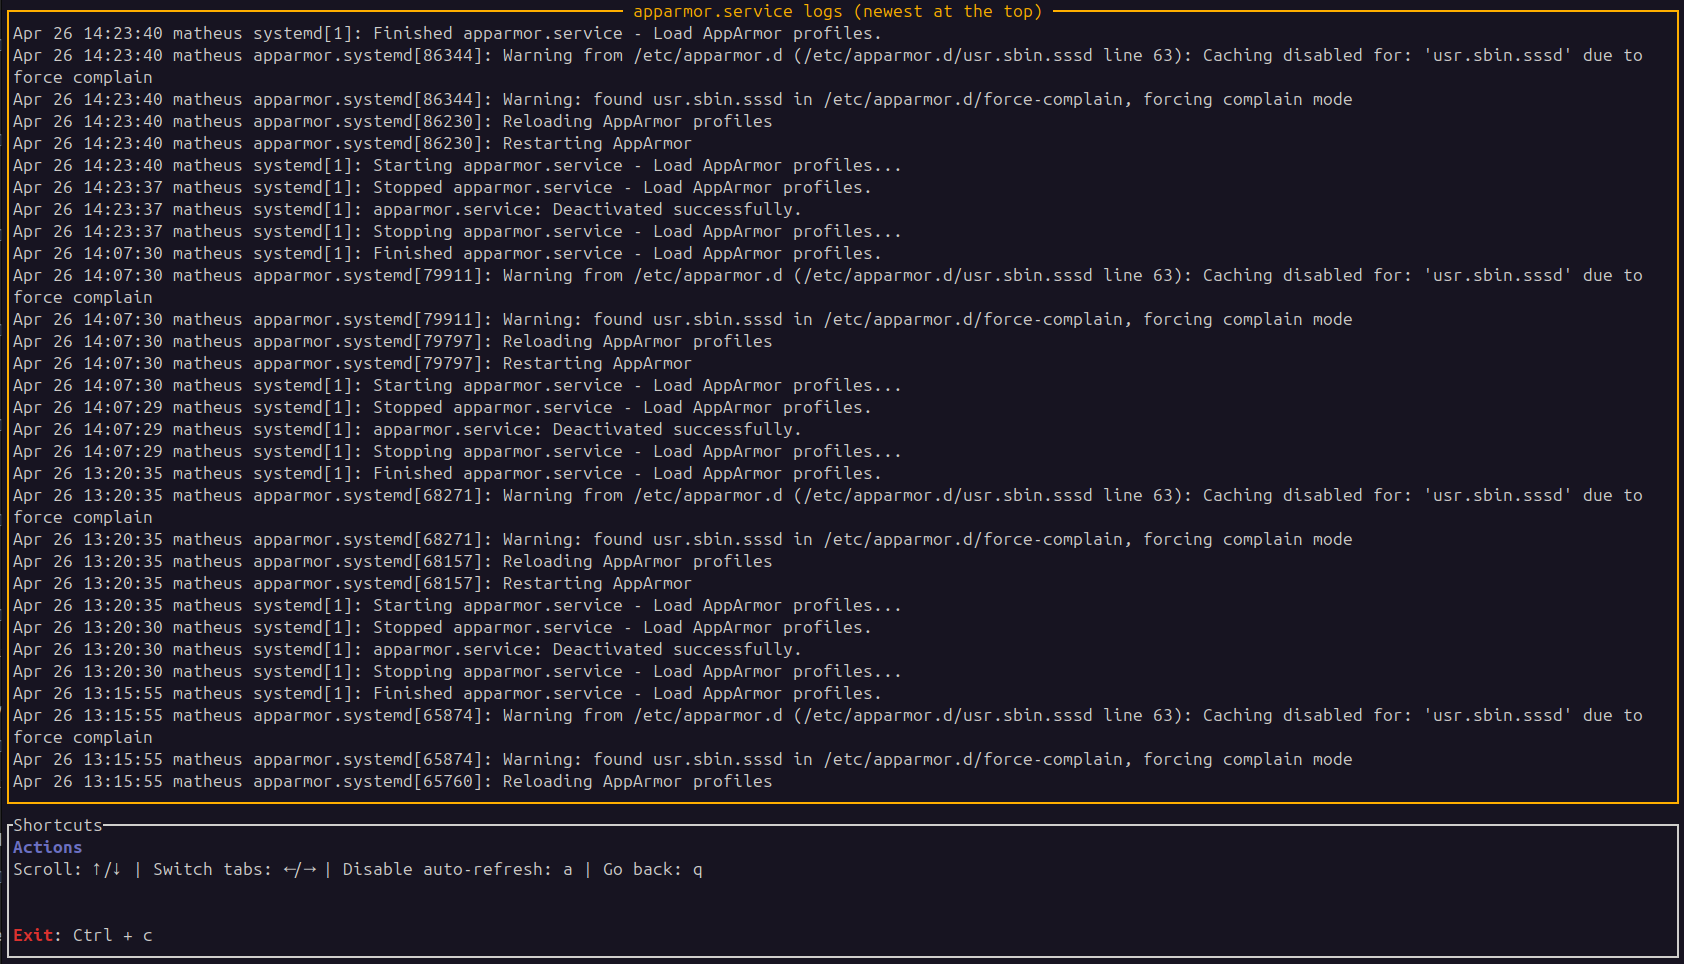 apparmor.service logs (newest at the top)
Apr 26 14:23:40 matheus systemd[1]: Finished apparmor.service - Load AppArmor profiles.
Apr 26 14:23:40 matheus apparmor.systemd[86344]: Warning from /etc/apparmor.d (/etc/apparmor.d/usr.sbin.sssd line 63): Caching disabled for: 'usr.sbin.sssd' due to
force complain
Apr 26 14:23:40 matheus apparmor.systemd[86344]: Warning: found usr.sbin.sssd in /etc/apparmor.d/force-complain, forcing complain mode
Apr 26 14:23:40 matheus apparmor.systemd[86230]: Reloading AppArmor profiles
Apr 26 14:23:40 matheus apparmor.systemd[86230]: Restarting AppArmor
Apr 26 14:23:40 matheus systemd[1]: Starting apparmor.service - Load AppArmor profiles...
Apr 26 14:23:37 matheus systemd[1]: Stopped apparmor.service - Load AppArmor profiles.
Apr 26 14:23:37 matheus systemd[1]: apparmor.service: Deactivated successfully.
Apr 26 14:23:37 matheus systemd[1]: Stopping apparmor.service - Load AppArmor profiles...
Apr 26 14:07:30 matheus systemd[1]: Finished apparmor.service - Load AppArmor profiles.
Apr 26 14:07:30 matheus apparmor.systemd[79911]: Warning from /etc/apparmor.d (/etc/apparmor.d/usr.sbin.sssd line 63): Caching disabled for: 'usr.sbin.sssd' due to
force complain
Apr 26 14:07:30 matheus apparmor.systemd[79911]: Warning: found usr.sbin.sssd in /etc/apparmor.d/force-complain, forcing complain mode
Apr 26 14:07:30 matheus apparmor.systemd[79797]: Reloading AppArmor profiles
Apr 26 14:07:30 matheus apparmor.systemd[79797]: Restarting AppArmor
Apr 26 14:07:30 matheus systemd[1]: Starting apparmor.service - Load AppArmor profiles...
Apr 26 14:07:29 matheus systemd[1]: Stopped apparmor.service - Load AppArmor profiles.
Apr 26 14:07:29 matheus systemd[1]: apparmor.service: Deactivated successfully.
Apr 26 14:07:29 matheus systemd[1]: Stopping apparmor.service - Load AppArmor profiles...
Apr 26 13:20:35 matheus systemd[1]: Finished apparmor.service - Load AppArmor profiles.
Apr 26 13:20:35 matheus apparmor.systemd[68271]: Warning from /etc/apparmor.d (/etc/apparmor.d/usr.sbin.sssd line 63): Caching disabled for: 'usr.sbin.sssd' due to
force complain
Apr 26 13:20:35 matheus apparmor.systemd[68271]: Warning: found usr.sbin.sssd in /etc/apparmor.d/force-complain, forcing complain mode
Apr 26 13:20:35 matheus apparmor.systemd[68157]: Reloading AppArmor profiles
Apr 26 13:20:35 matheus apparmor.systemd[68157]: Restarting AppArmor
Apr 26 13:20:35 matheus systemd[1]: Starting apparmor.service - Load AppArmor profiles...
Apr 26 13:20:30 matheus systemd[1]: Stopped apparmor.service - Load AppArmor profiles.
Apr 26 13:20:30 matheus systemd[1]: apparmor.service: Deactivated successfully.
Apr 26 13:20:30 matheus systemd[1]: Stopping apparmor.service - Load AppArmor profiles...
Apr 26 13:15:55 matheus systemd[1]: Finished apparmor.service - Load AppArmor profiles.
Apr 26 13:15:55 matheus apparmor.systemd[65874]: Warning from /etc/apparmor.d (/etc/apparmor.d/usr.sbin.sssd line 63): Caching disabled for: 'usr.sbin.sssd' due to
force complain
Apr 26 13:15:55 matheus apparmor.systemd[65874]: Warning: found usr.sbin.sssd in /etc/apparmor.d/force-complain, forcing complain mode
Apr 26 13:15:55 matheus apparmor.systemd[65760]: Reloading AppArmor profiles
Shortcuts
Actions
Scroll: ↑/↓ | Switch tabs: ←/→ | Disable auto-refresh: a | Go back: q
Exit: Ctrl + c